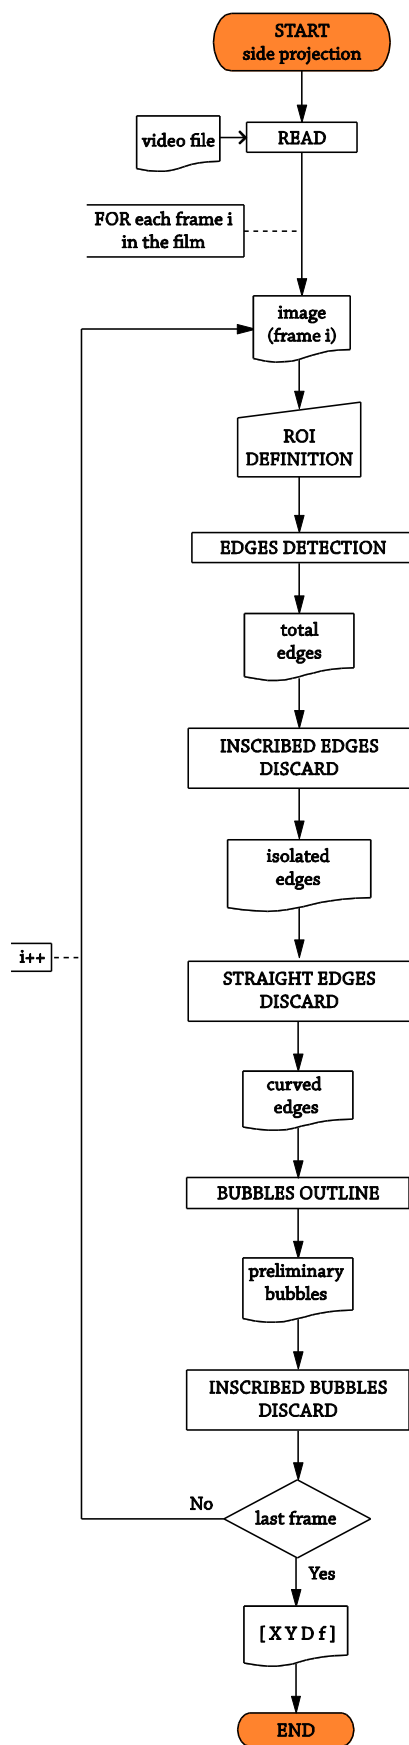 START
side projection
video file
READ
FOR each frame i
in the film
image
(frame i)
ROI
DEFINITION
EDGES DETECTION
total
edges
INSCRIBED EDGES
DISCARD
isolated
edges
i++
STRAIGHT EDGES
DISCARD
curved
edges
BUBBLES OUTLINE
preliminary
bubbles
INSCRIBED BUBBLES
DISCARD
No
last frame
Yes
[ X Y D f ]
END